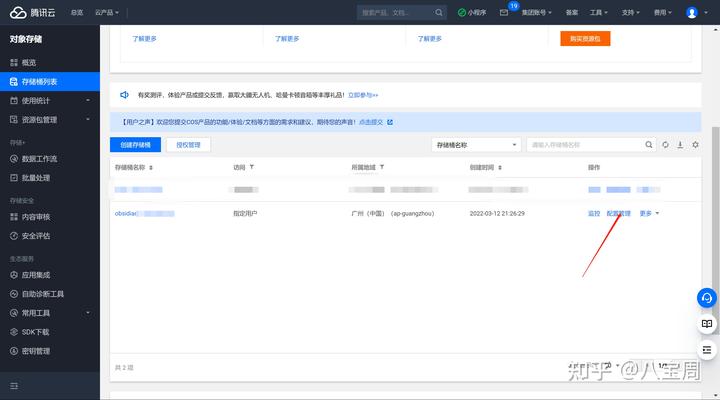 腾讯云 总览 云产品 搜索产品、文档... 小程序 19 集团账号 备案 工具 支持 费用
对象存储
概览
存储桶列表
使用统计
资源包管理
存储+
数据工作流
批量处理
存储安全
内容审核
安全评估
生态服务
应用集成
自助诊断工具
常用工具
SDK下载
密钥管理
了解更多 了解更多 了解更多 购买资源包
有奖测评，体验产品或提交反馈，赢取大疆无人机、哈曼卡顿音箱等丰厚礼品！立即参与>>
【用户之声】欢迎您提交COS产品的功能/体验/文档等方面的需求和建议，期待您的声音！点击提交
创建存储桶 授权管理 存储桶名称 请输入存储桶名称
存储桶名称 访问 所属地域 创建时间 操作
obsidian 指定用户 广州（中国）（ap-guangzhou） 2022-03-12 21:26:29 监控 配置管理 更多
共 2 项
知乎 @八宝周